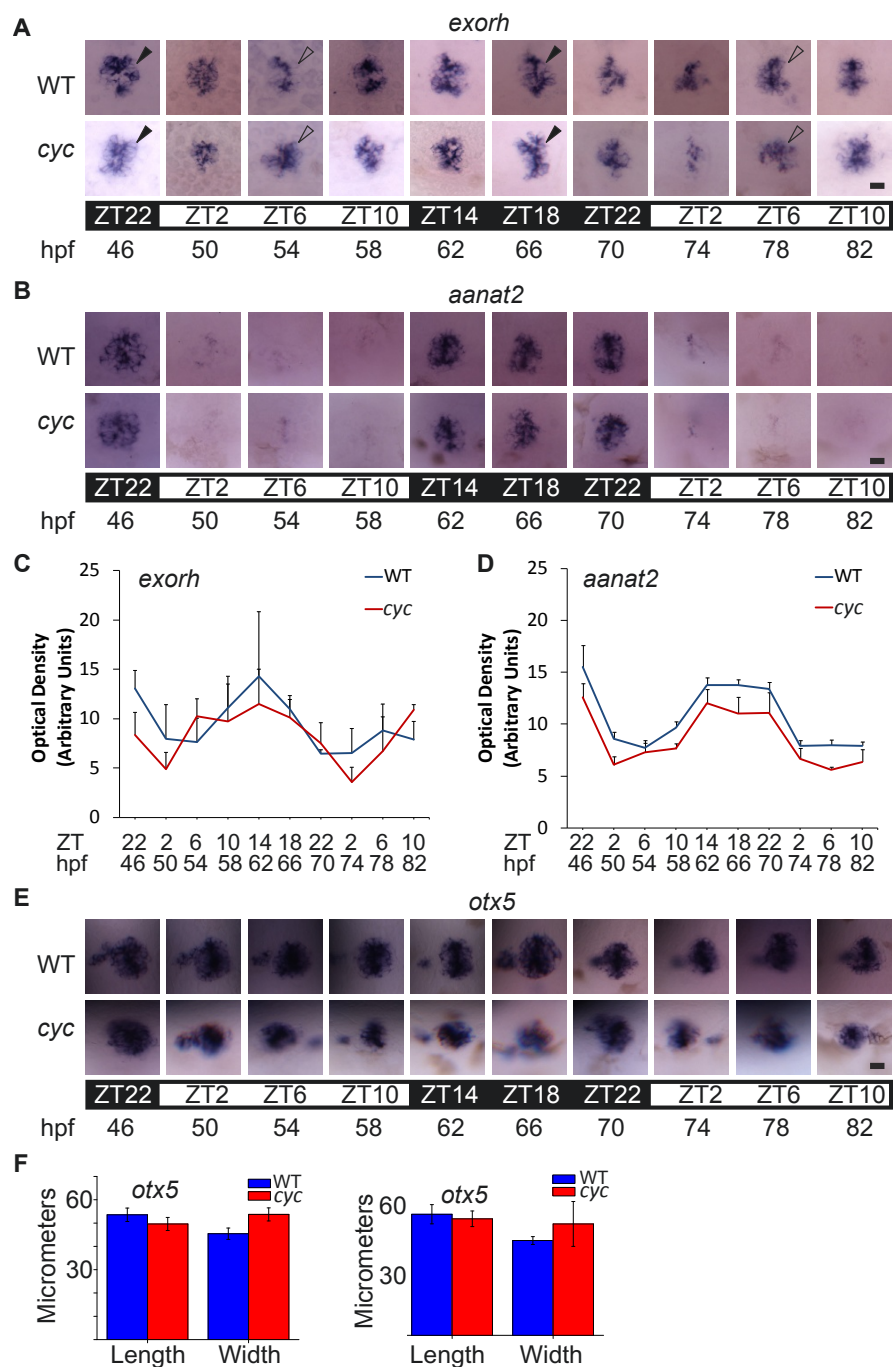 A
exorh
WT
cyc
ZT22 ZT2 ZT6 ZT10 ZT14 ZT18 ZT22 ZT2 ZT6 ZT10
hpf 46 50 54 58 62 66 70 74 78 82
B
aanat2
WT
cyc
ZT22 ZT2 ZT6 ZT10 ZT14 ZT18 ZT22 ZT2 ZT6 ZT10
hpf 46 50 54 58 62 66 70 74 78 82
C
exorh
WT
cyc
Optical Density
(Arbitrary Units)
25
20
15
10
5
0
ZT 22 2 6 10 14 18 22 2 6 10
hpf 46 50 54 58 62 66 70 74 78 82
D
aanat2
WT
cyc
Optical Density
(Arbitrary Units)
25
20
15
10
5
0
22 2 6 10 14 18 22 2 6 10
46 50 54 58 62 66 70 74 78 82
E
otx5
WT
cyc
ZT22 ZT2 ZT6 ZT10 ZT14 ZT18 ZT22 ZT2 ZT6 ZT10
hpf 46 50 54 58 62 66 70 74 78 82
F
otx5
WT
cyc
Micrometers
60
30
Length Width
otx5
WT
cyc
Micrometers
60
30
Length Width